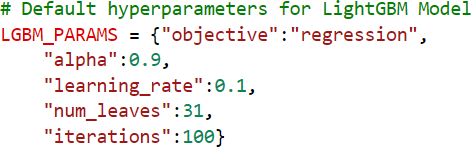 # Default hyperparameters for LightGBM Model
LGBM_PARAMS = {"objective":"regression",
"alpha":0.9,
"learning_rate":0.1,
"num_leaves":31,
"iterations":100}